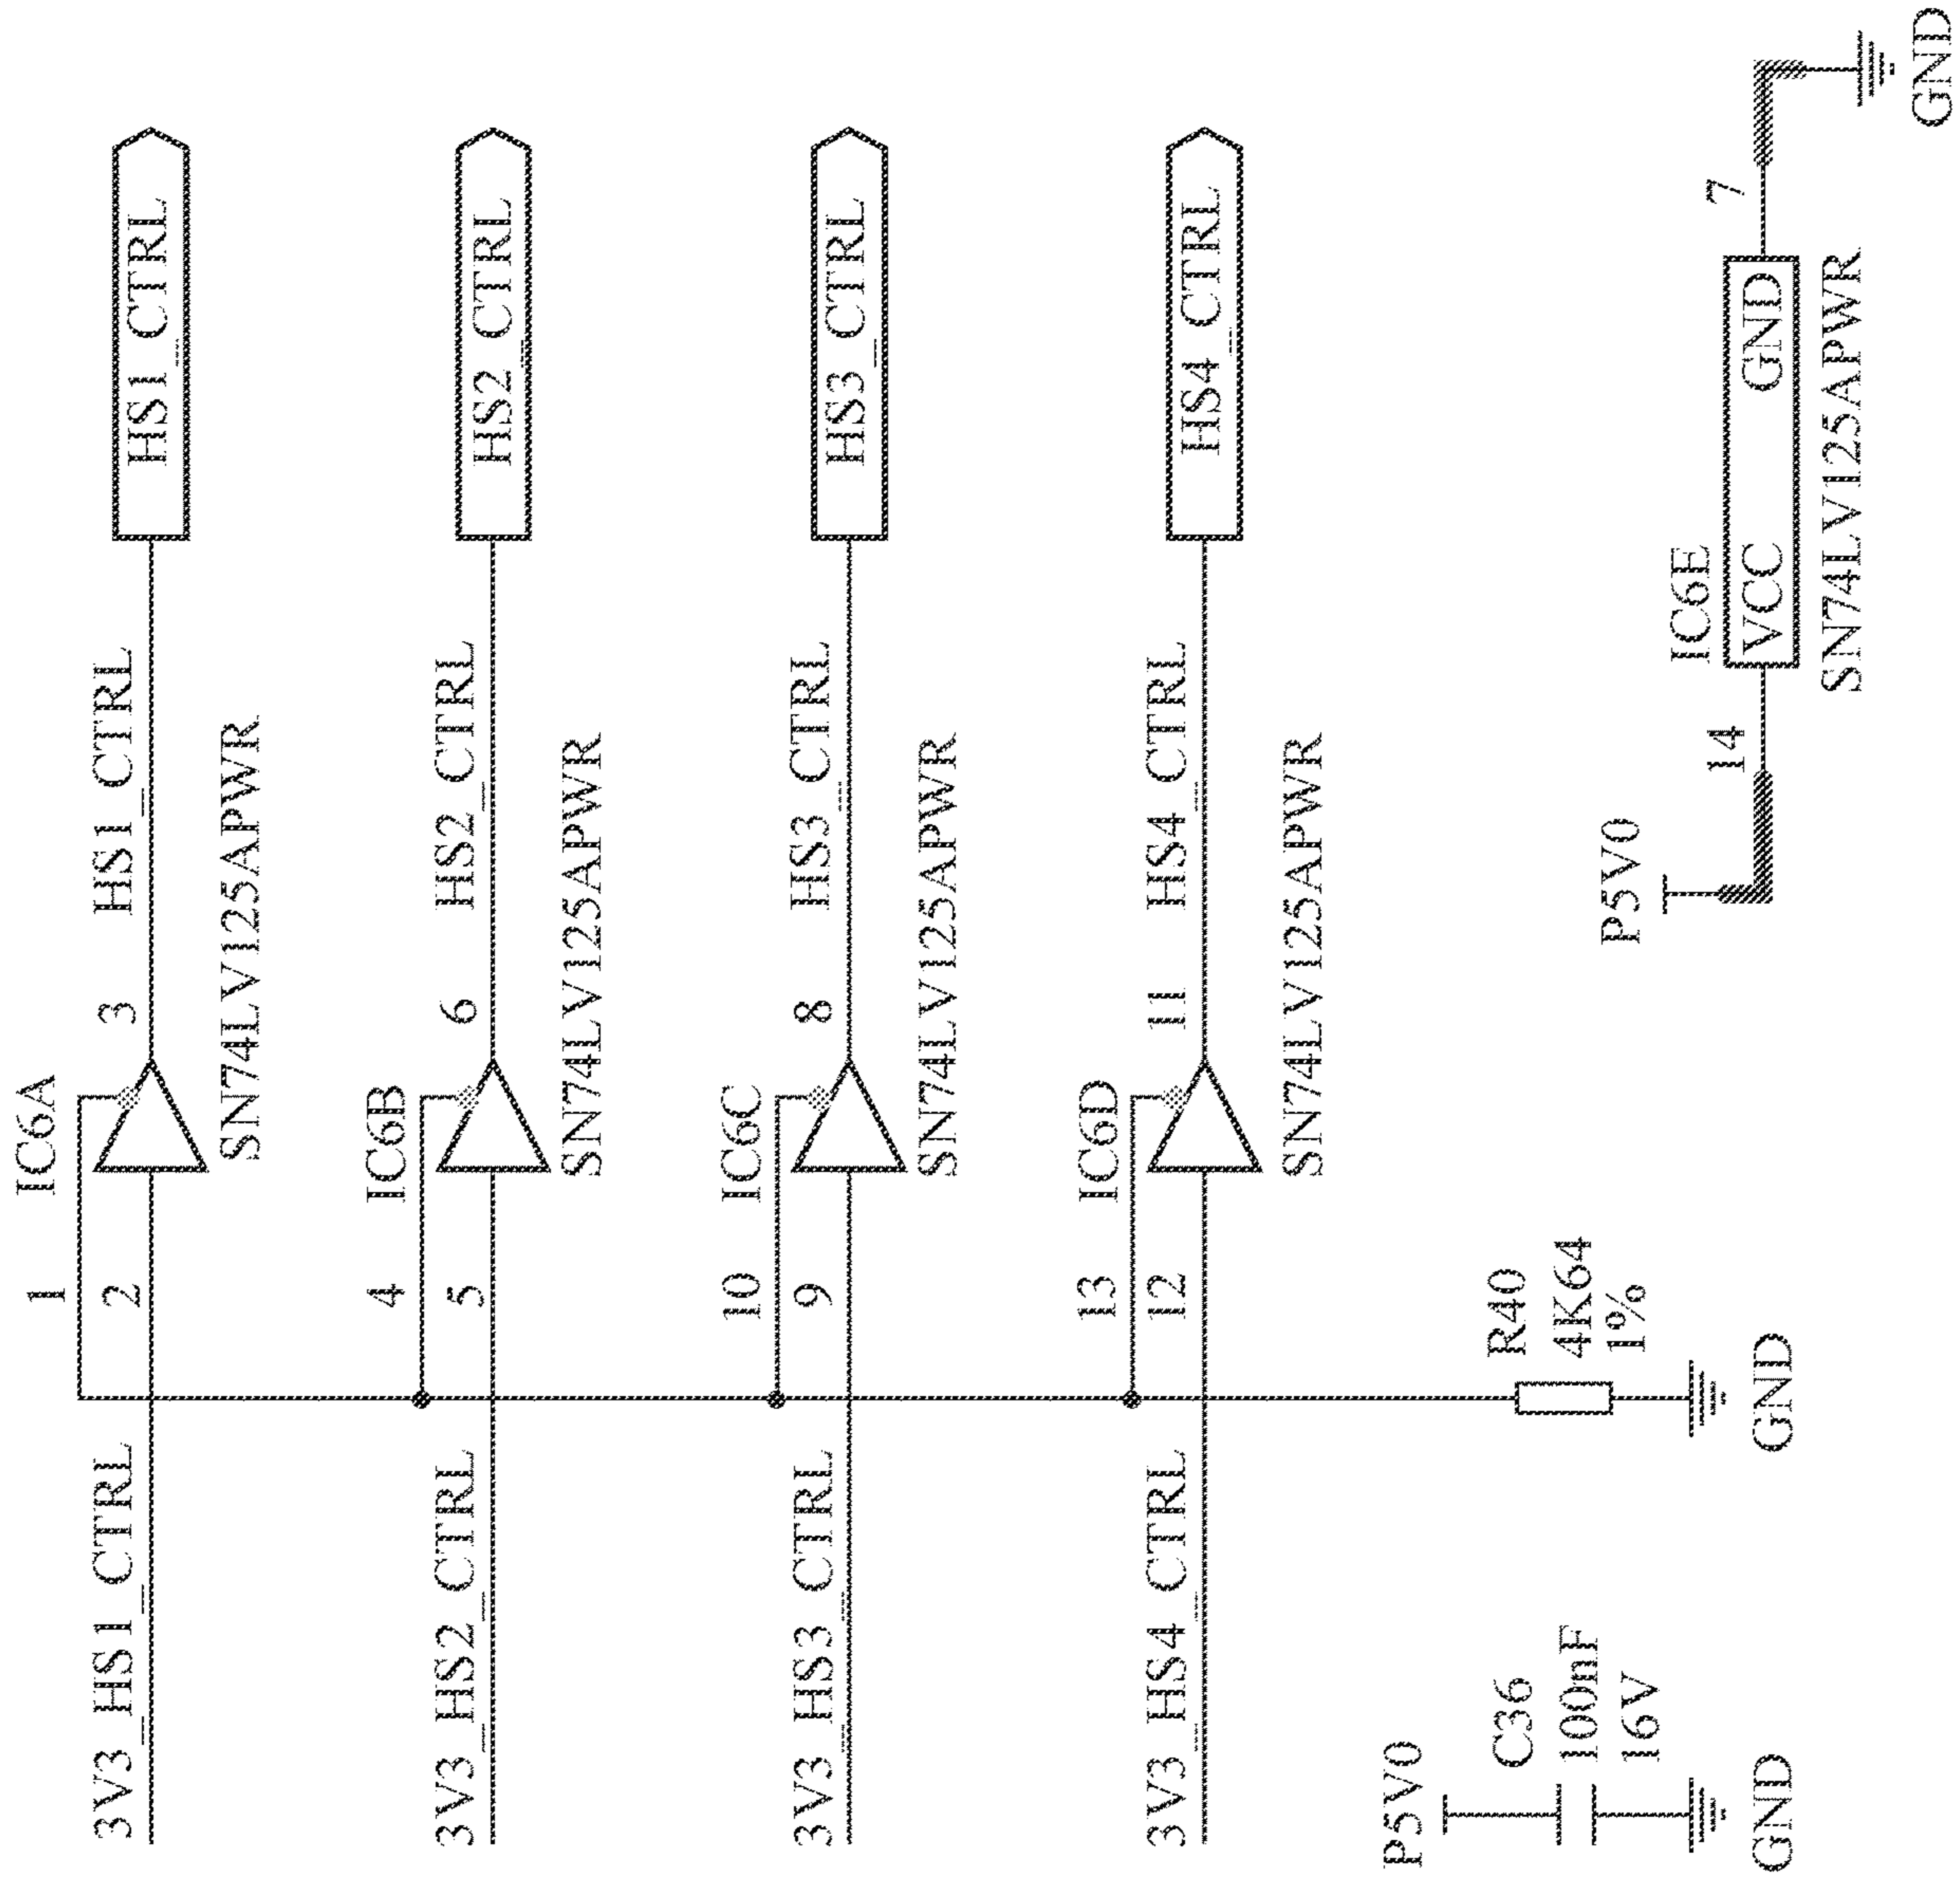 IC6A
1
2
3
3V3_HS1_CTRL
HS1_CTRL
HS1_CTRL
SN74LV125APWR
IC6B
4
5
6
3V3_HS2_CTRL
HS2_CTRL
HS2_CTRL
SN74LV125APWR
IC6C
10
9
8
3V3_HS3_CTRL
HS3_CTRL
HS3_CTRL
SN74LV125APWR
IC6D
13
12
11
3V3_HS4_CTRL
HS4_CTRL
HS4_CTRL
SN74LV125APWR
P5V0
C36
100nF
16V
GND
R40
4K64
1%
GND
P5V0
14
IC6E
VCC GND
7
SN74LV125APWR
GND